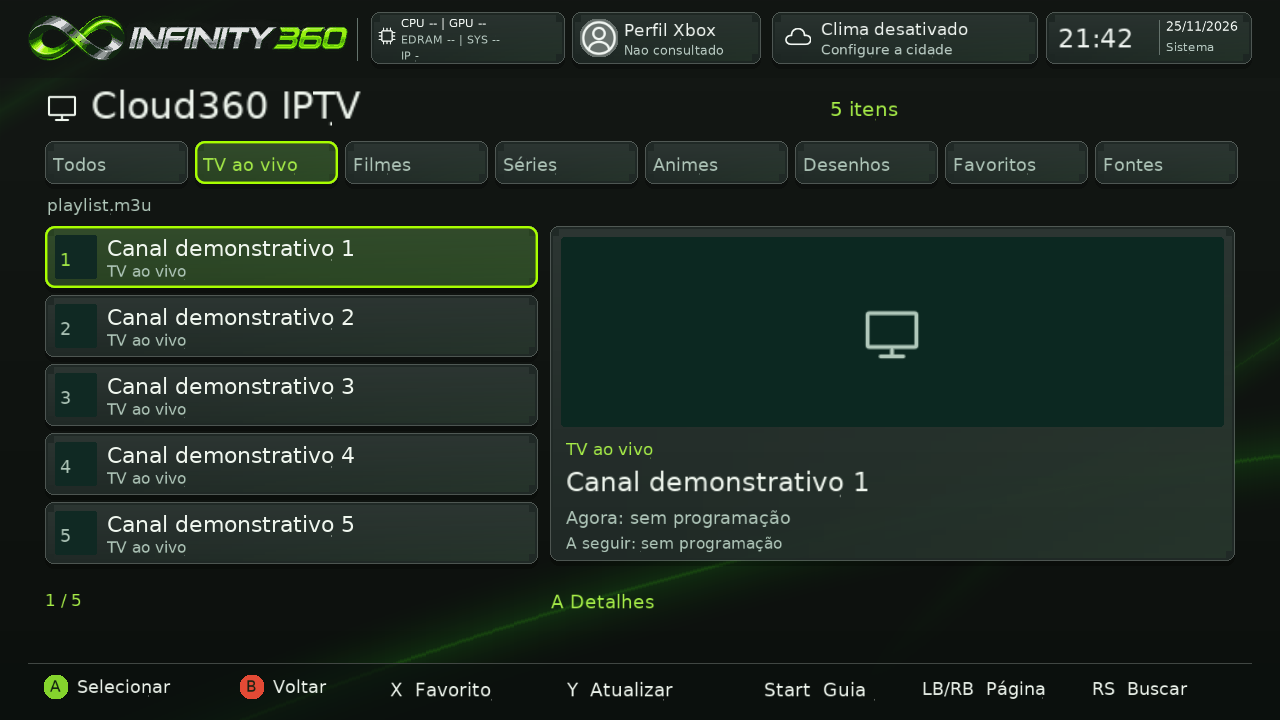 INFINITY 360
CPU -- | GPU --
EDRAM -- | SYS --
IP -
Perfil Xbox
Nao consultado
Clima desativado
Configure a cidade
21:42
25/11/2026
Sistema
Cloud360 IPTV
5 itens
Todos
TV ao vivo
Filmes
Séries
Animes
Desenhos
Favoritos
Fontes
playlist.m3u
1
Canal demonstrativo 1
TV ao vivo
2
Canal demonstrativo 2
TV ao vivo
3
Canal demonstrativo 3
TV ao vivo
4
Canal demonstrativo 4
TV ao vivo
5
Canal demonstrativo 5
TV ao vivo
TV ao vivo
Canal demonstrativo 1
Agora: sem programação
A seguir: sem programação
1 / 5
A Detalhes
A Selecionar
B Voltar
X Favorito
Y Atualizar
Start Guia
LB/RB Página
RS Buscar